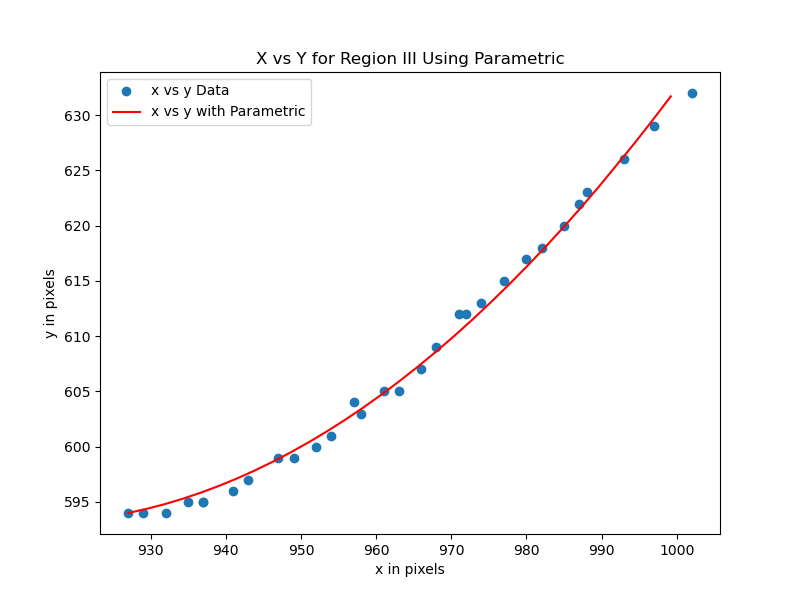 X vs Y for Region III Using Parametric
x vs y Data
x vs y with Parametric
630
625
620
615
610
605
600
595
y in pixels
930 940 950 960 970 980 990 1000
x in pixels